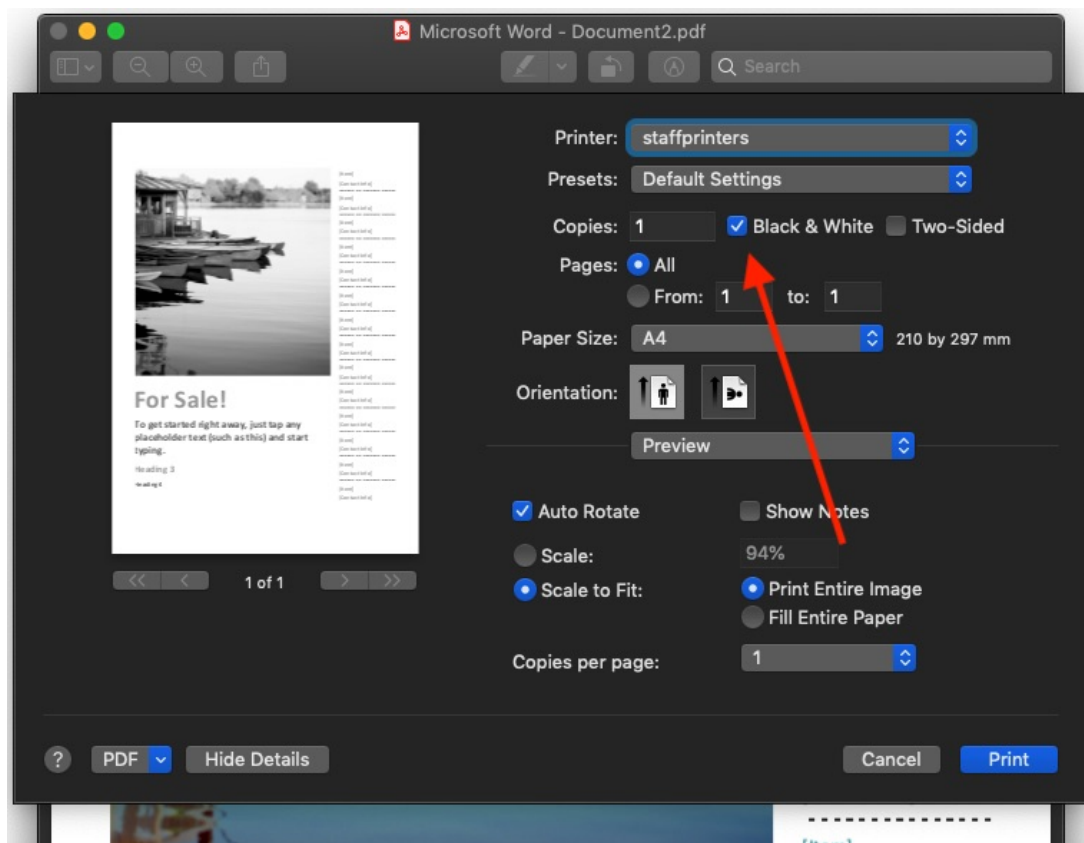 Microsoft Word - Document2.pdf
Search
Printer: staffprinters
Presets: Default Settings
Copies: 1 Black & White Two-Sided
Pages: All
From: 1 to: 1
Paper Size: A4 210 by 297 mm
Orientation:
Preview
Auto Rotate Show Notes
Scale: 94%
Scale to Fit: Print Entire Image
Fill Entire Paper
Copies per page: 1
For Sale!
To get started right away, just tap any
placeholder text (such as this) and start
typing.
Heading 3
1 of 1
? PDF Hide Details Cancel Print